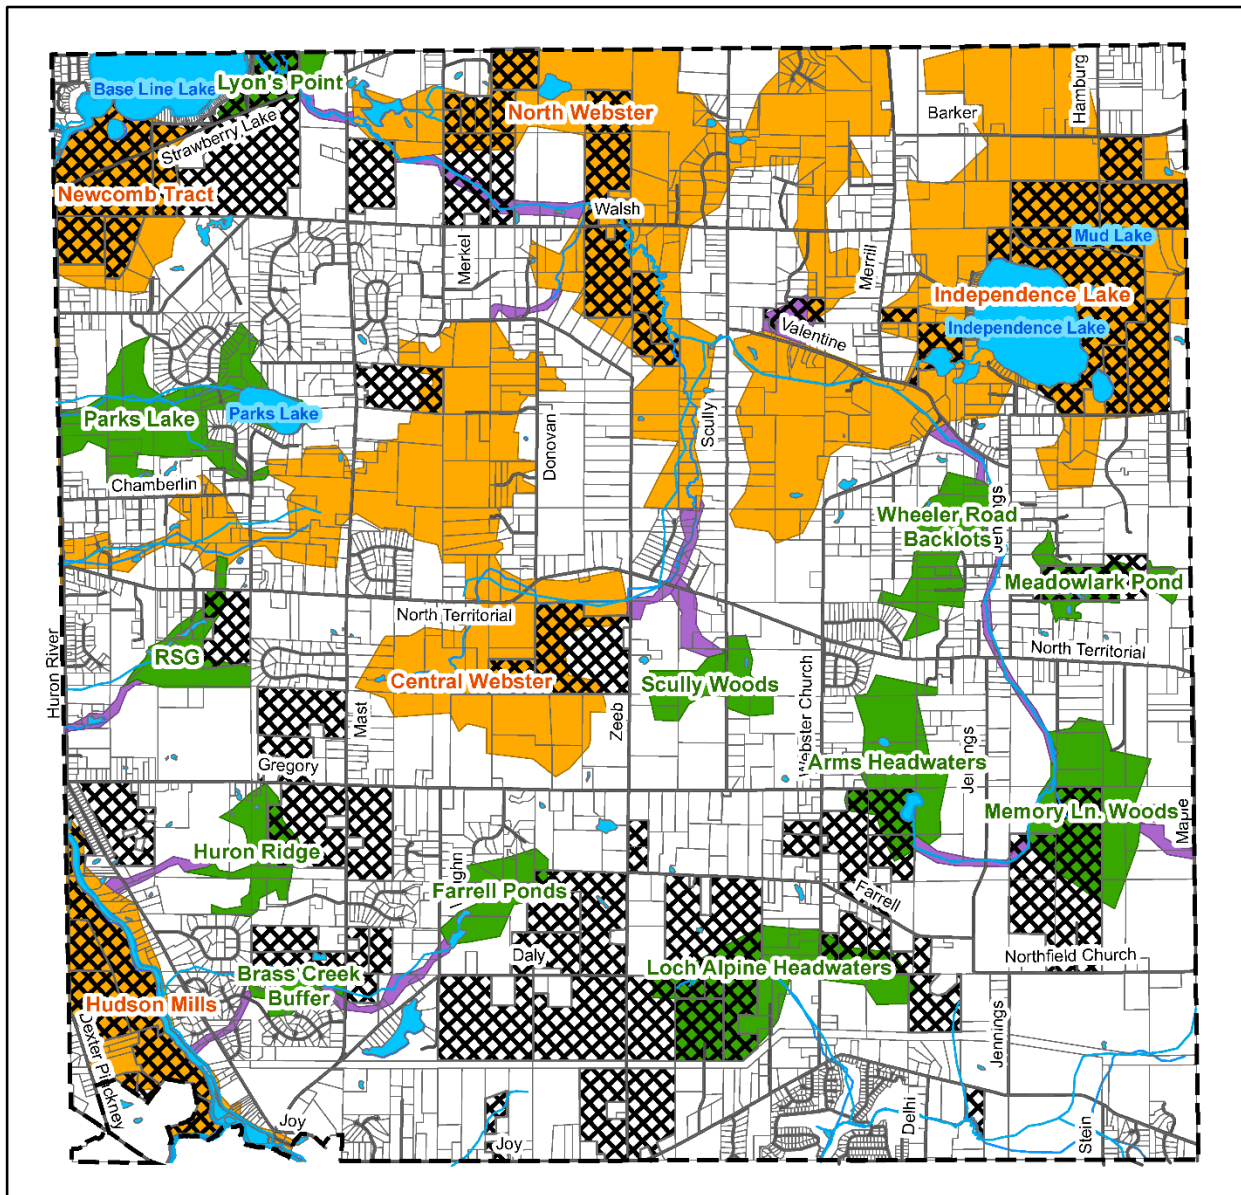 Base Line Lake
Lyon's Point
Strawberry Lake
North Webster
Barker
Hamburg
Newcomb Tract
Walsh
Mud Lake
Merkel
Merrill
Independence Lake
Valentine
Independence Lake
Parks Lake
Parks Lake
Scully
Donovan
Chamberlin
Wheeler Road
Backlots
Jennings
Meadowlark Pond
North Territorial
North Territorial
Huron River
RSG
Central Webster
Scully Woods
Mast
Zeeb
Webster Church
Gregory
Arms Headwaters
Jennings
Memory Ln. Woods
Maple
Huron Ridge
Farrell Ponds
Farrell
Daly
Loch Alpine Headwaters
Northfield Church
Brass Creek
Buffer
Hudson Mills
Dexter Pinckney
Jennings
Joy
Joy
Delhi
Stein